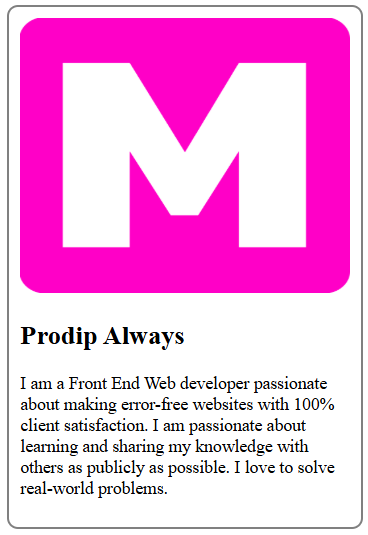 M
Prodip Always
I am a Front End Web developer passionate
about making error-free websites with 100%
client satisfaction. I am passionate about
learning and sharing my knowledge with
others as publicly as possible. I love to solve
real-world problems.